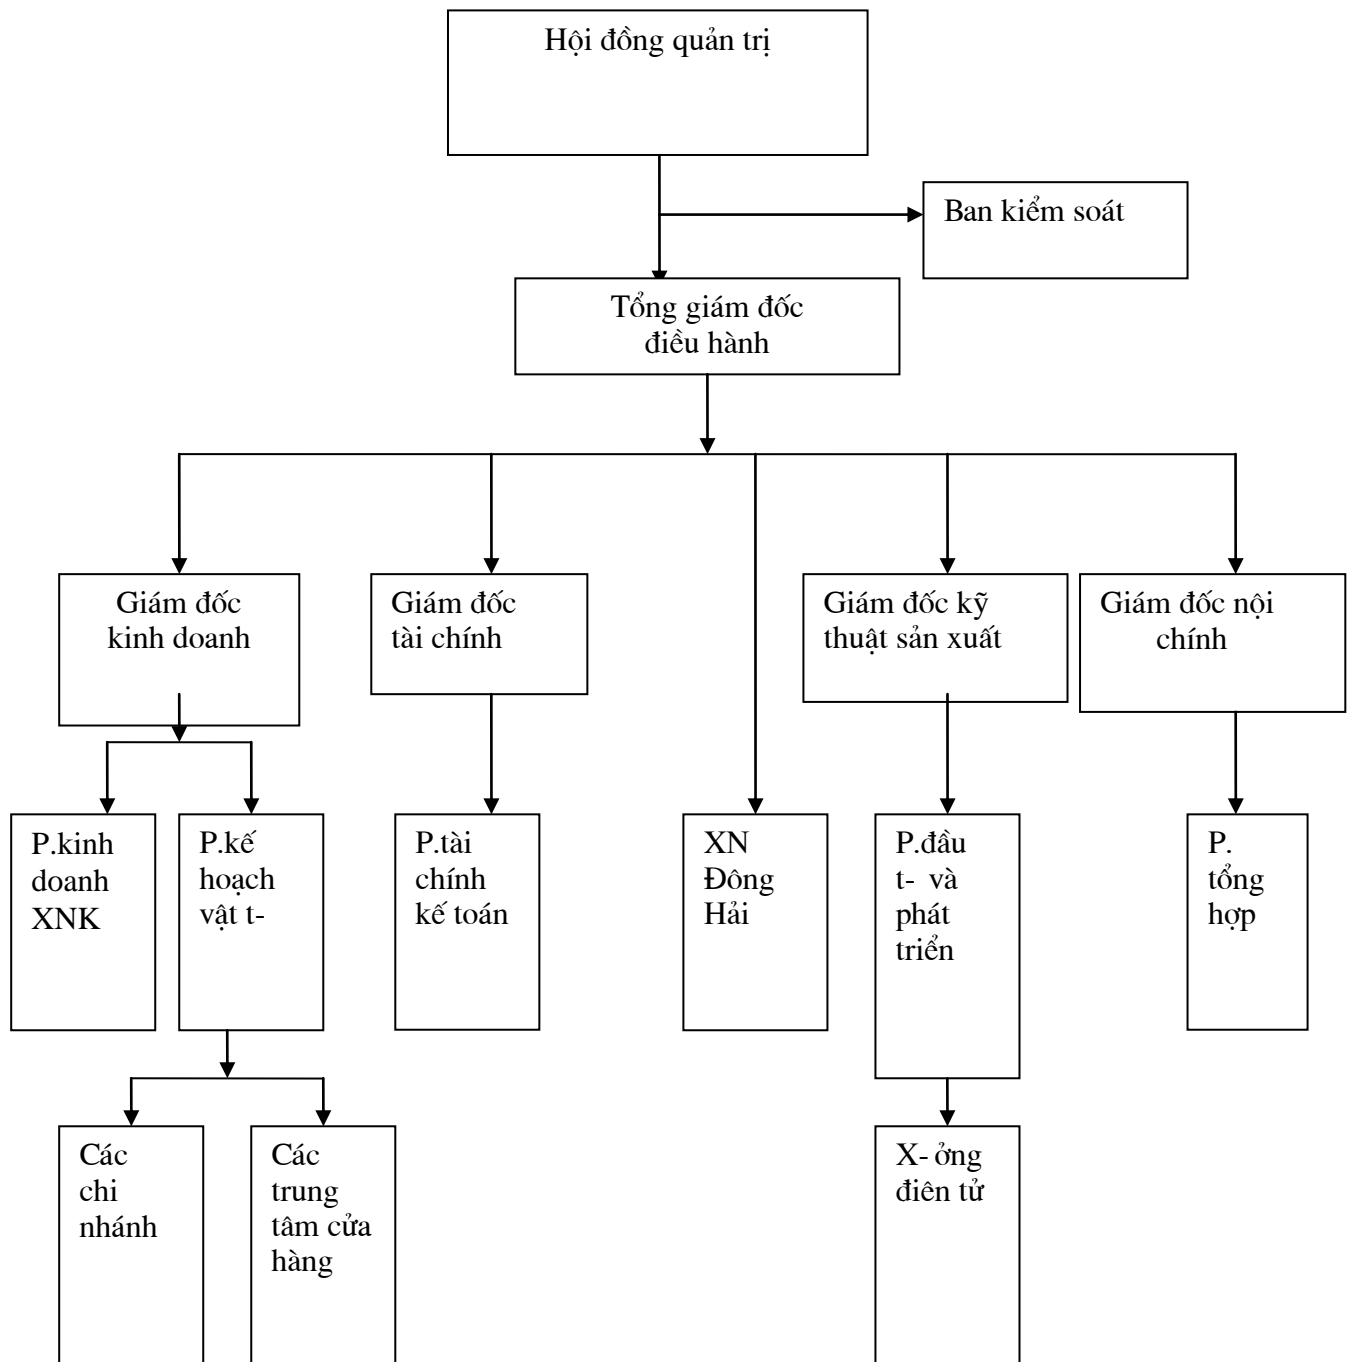 Hội đồng quản trị
Ban kiểm soát
Tổng giám đốc
điều hành
Giám đốc
kinh doanh
Giám đốc
tài chính
Giám đốc kỹ
thuật sản xuất
Giám đốc nội
chính
P.kinh
doanh
XNK
P.kế
hoạch
vật t-
P.tài
chính
kế toán
XN
Đông
Hải
P.đầu
t- và
phát
triển
P.
tổng
hợp
Các
chi
nhánh
Các
trung
tâm cửa
hàng
X- ởng
điên tử